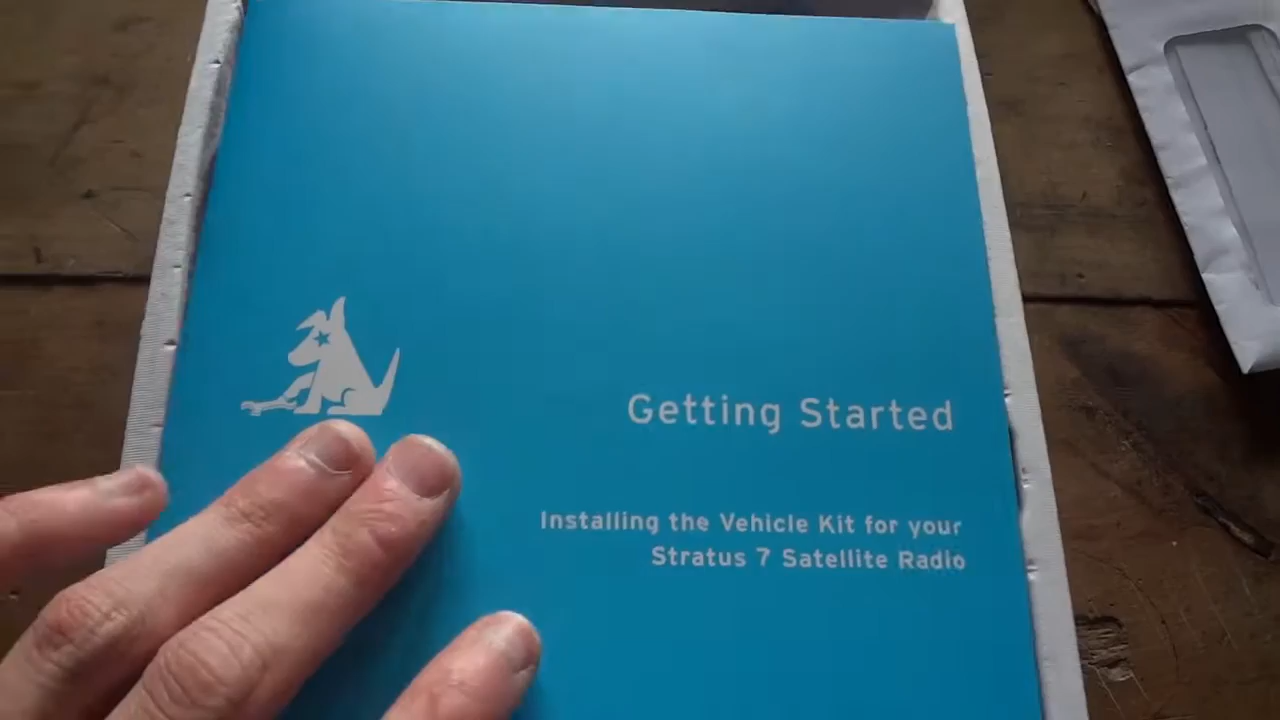 Getting Started
Installing the Vehicle Kit for your
Stratus 7 Satellite Radio